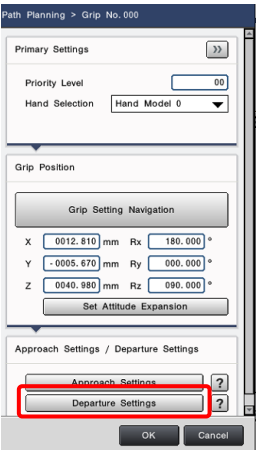 Path Planning > Grip No.000
Primary Settings >>
Priority Level 00
Hand Selection Hand Model 0
Grip Position
Grip Setting Navigation
X 0012.810 mm Rx 180.000 °
Y -0005.670 mm Ry 000.000 °
Z 0040.980 mm Rz 090.000 °
Set Attitude Expansion
Approach Settings / Departure Settings
Approach Settings ?
Departure Settings ?
OK Cancel